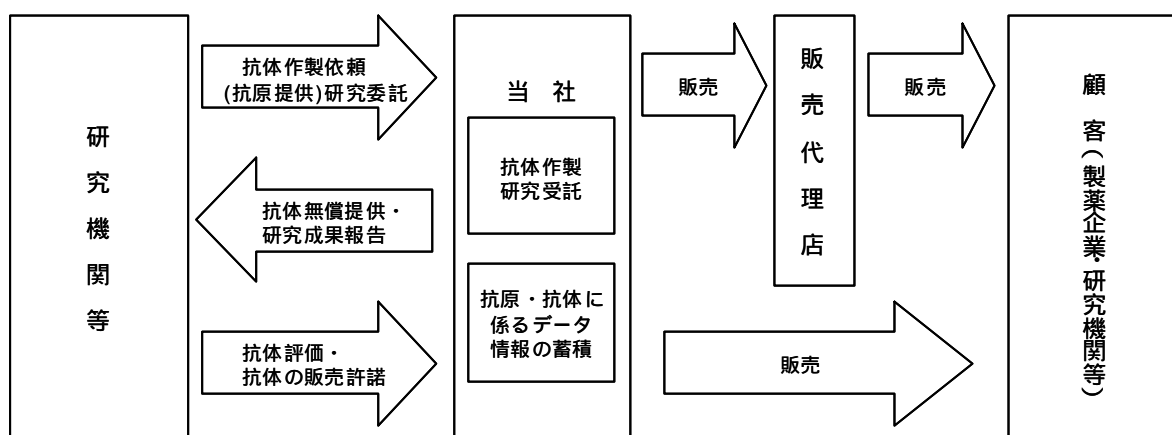 研究機関等
抗体作製依頼
(抗原提供)研究委託
抗体無償提供・
研究成果報告
抗体評価・
抗体の販売許諾
当　社
抗体作製
研究受託
抗原・抗体に
係るデータ
情報の蓄積
販売
販売代理店
販売
販売
顧　客(製薬企業・研究機関等)